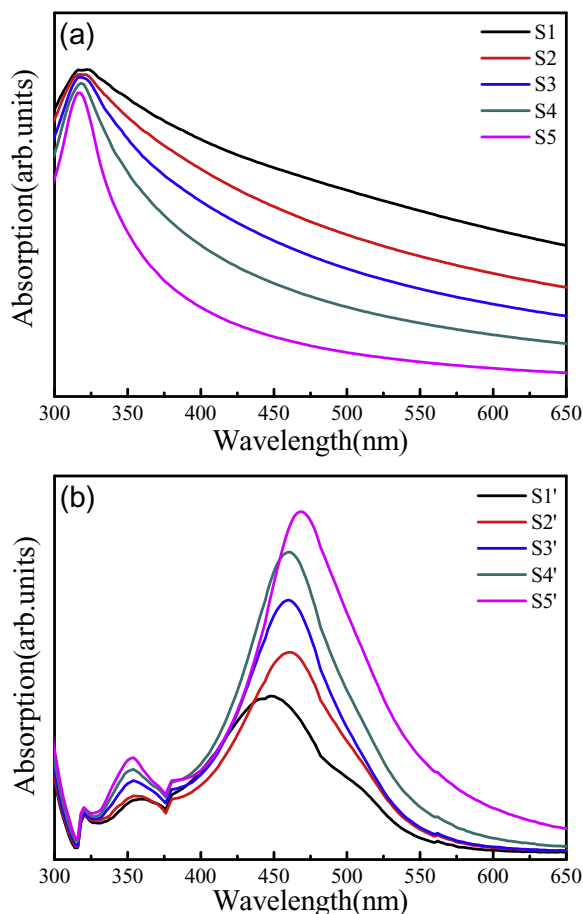 (a)
S1
S2
S3
S4
S5
Absorption(arb.units)
300 350 400 450 500 550 600 650
Wavelength(nm)
(b)
S1'
S2'
S3'
S4'
S5'
Absorption(arb.units)
300 350 400 450 500 550 600 650
Wavelength(nm)